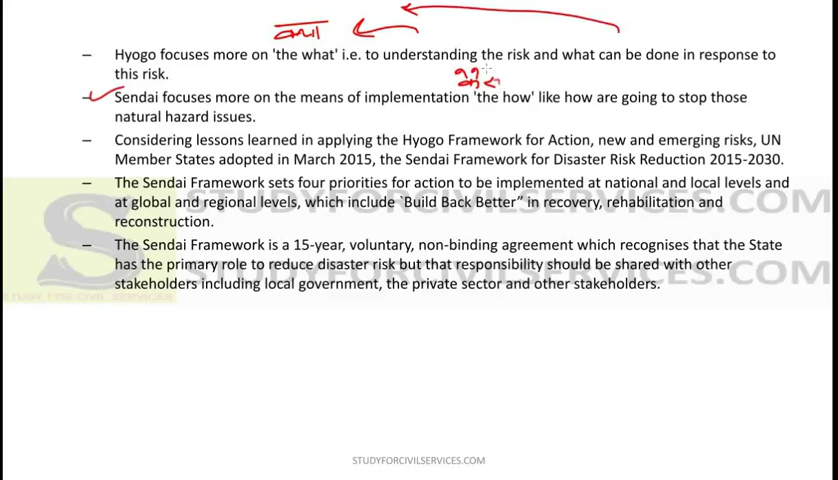 क्या
– Hyogo focuses more on 'the what' i.e. to understanding the risk and what can be done in response to
this risk.
– Sendai focuses more on the means of implementation 'the how' like how are going to stop those
natural hazard issues.
– Considering lessons learned in applying the Hyogo Framework for Action, new and emerging risks, UN
Member States adopted in March 2015, the Sendai Framework for Disaster Risk Reduction 2015-2030.
– The Sendai Framework sets four priorities for action to be implemented at national and local levels and
at global and regional levels, which include `Build Back Better” in recovery, rehabilitation and
reconstruction.
– The Sendai Framework is a 15-year, voluntary, non-binding agreement which recognises that the State
has the primary role to reduce disaster risk but that responsibility should be shared with other
stakeholders including local government, the private sector and other stakeholders.
STUDYFORCIVILSERVICES.COM
STUDYFORCIVILSERVICES.COM
STUDY FOR CIVIL SERVICES
STUDYFORCIVILSERVICES.COM